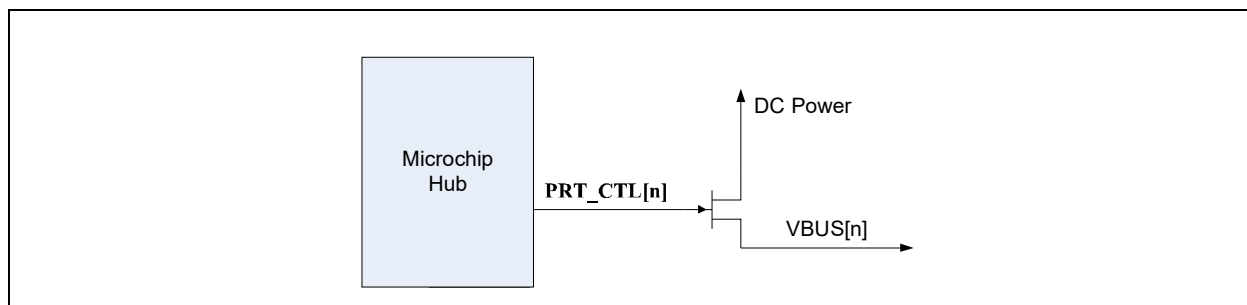 DC Power
Microchip
Hub
PRT_CTL[n]
VBUS[n]